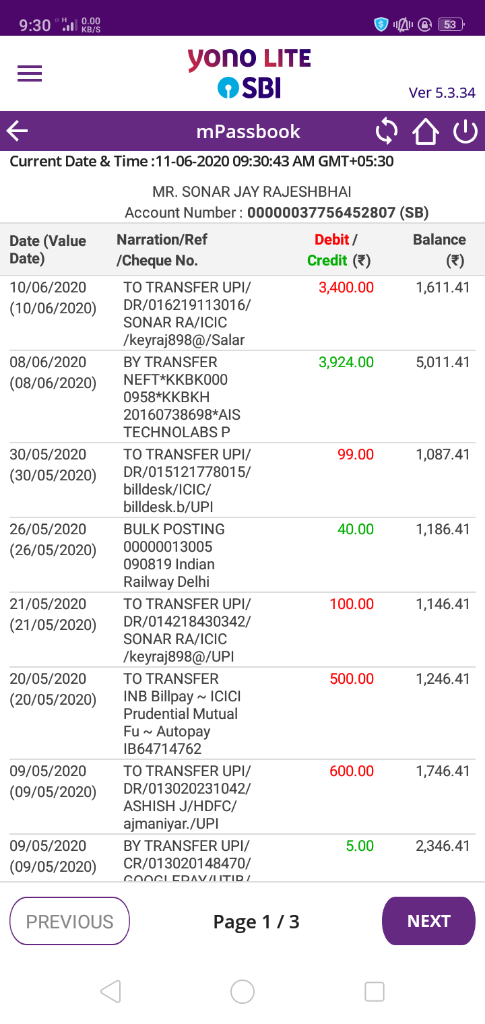 9:30 0.00 KB/S 53
yono LITE
SBI
Ver 5.3.34
mPassbook
Current Date & Time :11-06-2020 09:30:43 AM GMT+05:30
MR. SONAR JAY RAJESHBHAI
Account Number : 00000037756452807 (SB)
Date (Value Narration/Ref Debit / Balance
Date) /Cheque No. Credit (₹) (₹)
10/06/2020 TO TRANSFER UPI/ 3,400.00 1,611.41
(10/06/2020) DR/016219113016/
SONAR RA/ICIC
/keyraj898@/Salar
08/06/2020 BY TRANSFER 3,924.00 5,011.41
(08/06/2020) NEFT*KKBK000
0958*KKBKH
20160738698*AIS
TECHNOLABS P
30/05/2020 TO TRANSFER UPI/ 99.00 1,087.41
(30/05/2020) DR/015121778015/
billdesk/ICIC/
billdesk.b/UPI
26/05/2020 BULK POSTING 40.00 1,186.41
(26/05/2020) 00000013005
090819 Indian
Railway Delhi
21/05/2020 TO TRANSFER UPI/ 100.00 1,146.41
(21/05/2020) DR/014218430342/
SONAR RA/ICIC
/keyraj898@/UPI
20/05/2020 TO TRANSFER 500.00 1,246.41
(20/05/2020) INB Billpay ~ ICICI
Prudential Mutual
Fu ~ Autopay
IB64714762
09/05/2020 TO TRANSFER UPI/ 600.00 1,746.41
(09/05/2020) DR/013020231042/
ASHISH J/HDFC/
ajmaniyar./UPI
09/05/2020 BY TRANSFER UPI/ 5.00 2,346.41
(09/05/2020) CR/013020148470/
GOOGLEPAY/UTIB/
PREVIOUS Page 1 / 3 NEXT